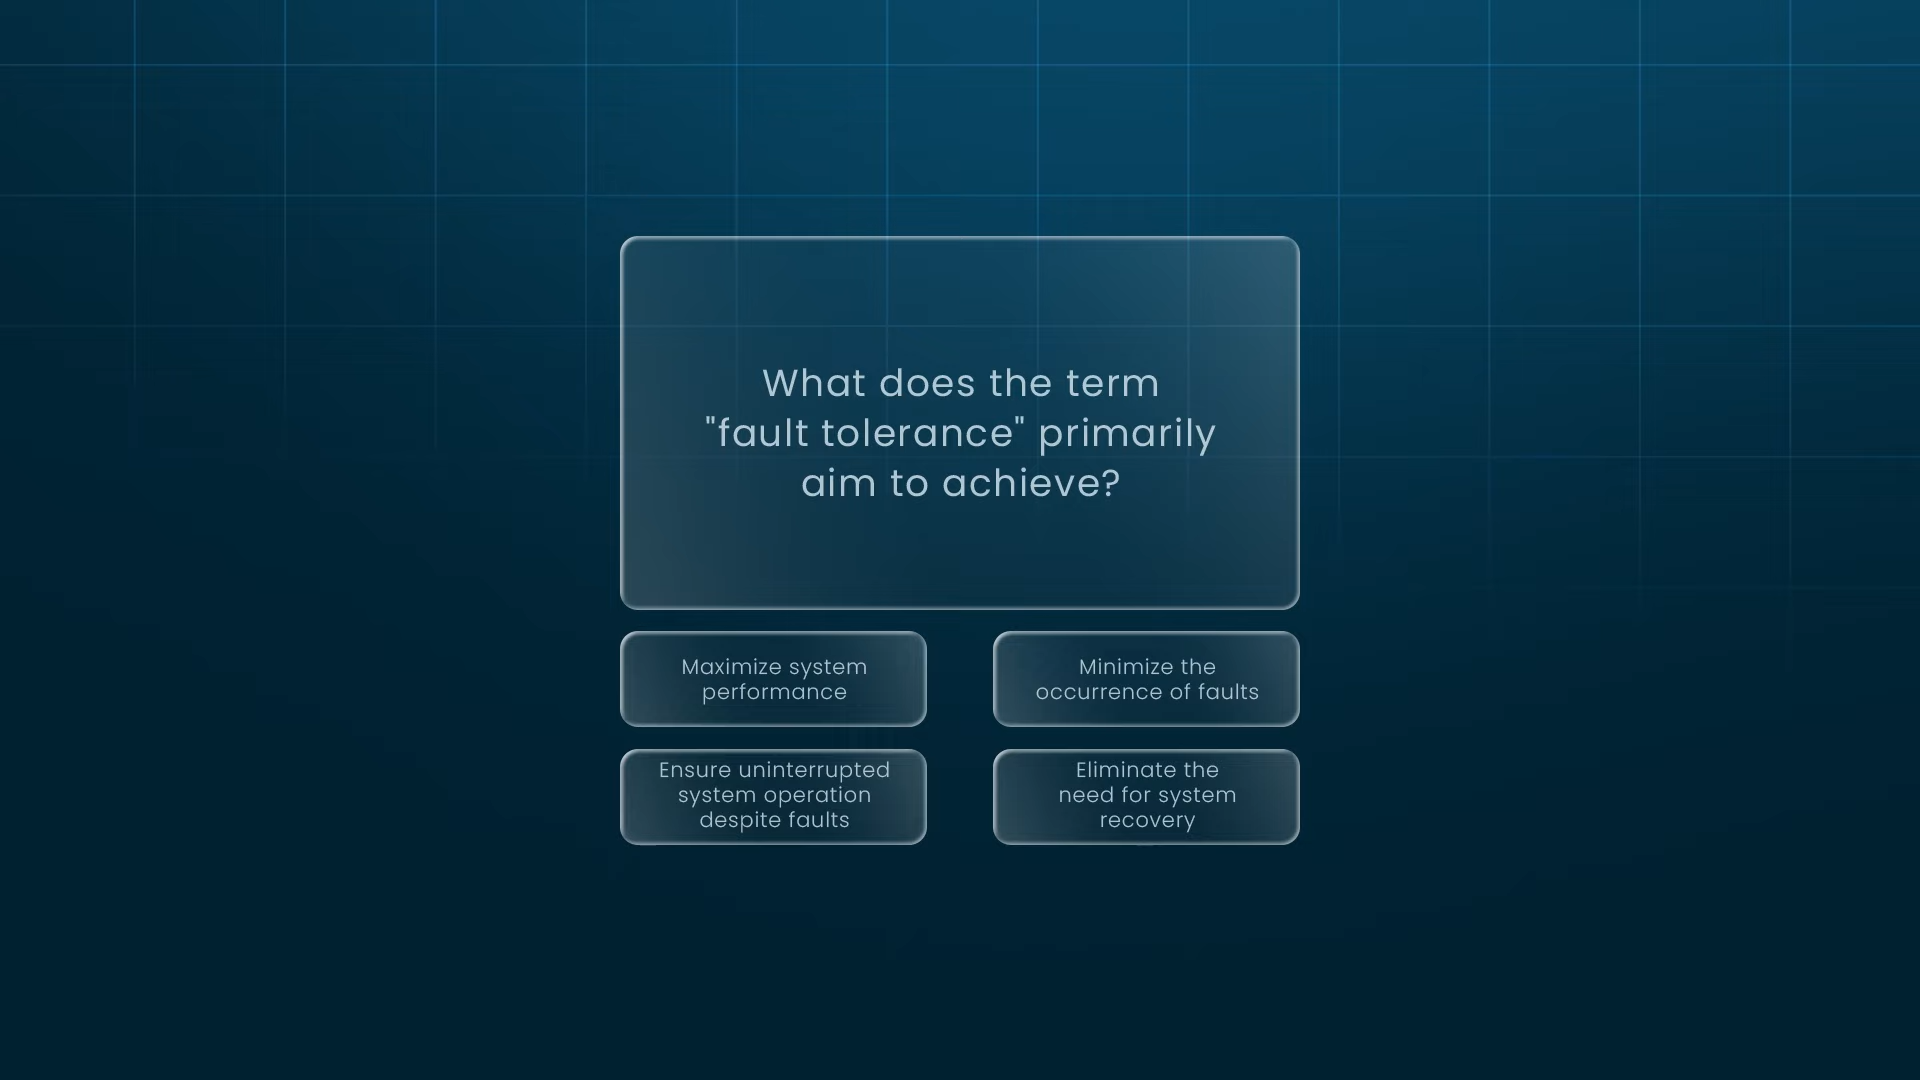 What does the term
"fault tolerance" primarily
aim to achieve?
Maximize system
performance
Minimize the
occurrence of faults
Ensure uninterrupted
system operation
despite faults
Eliminate the
need for system
recovery